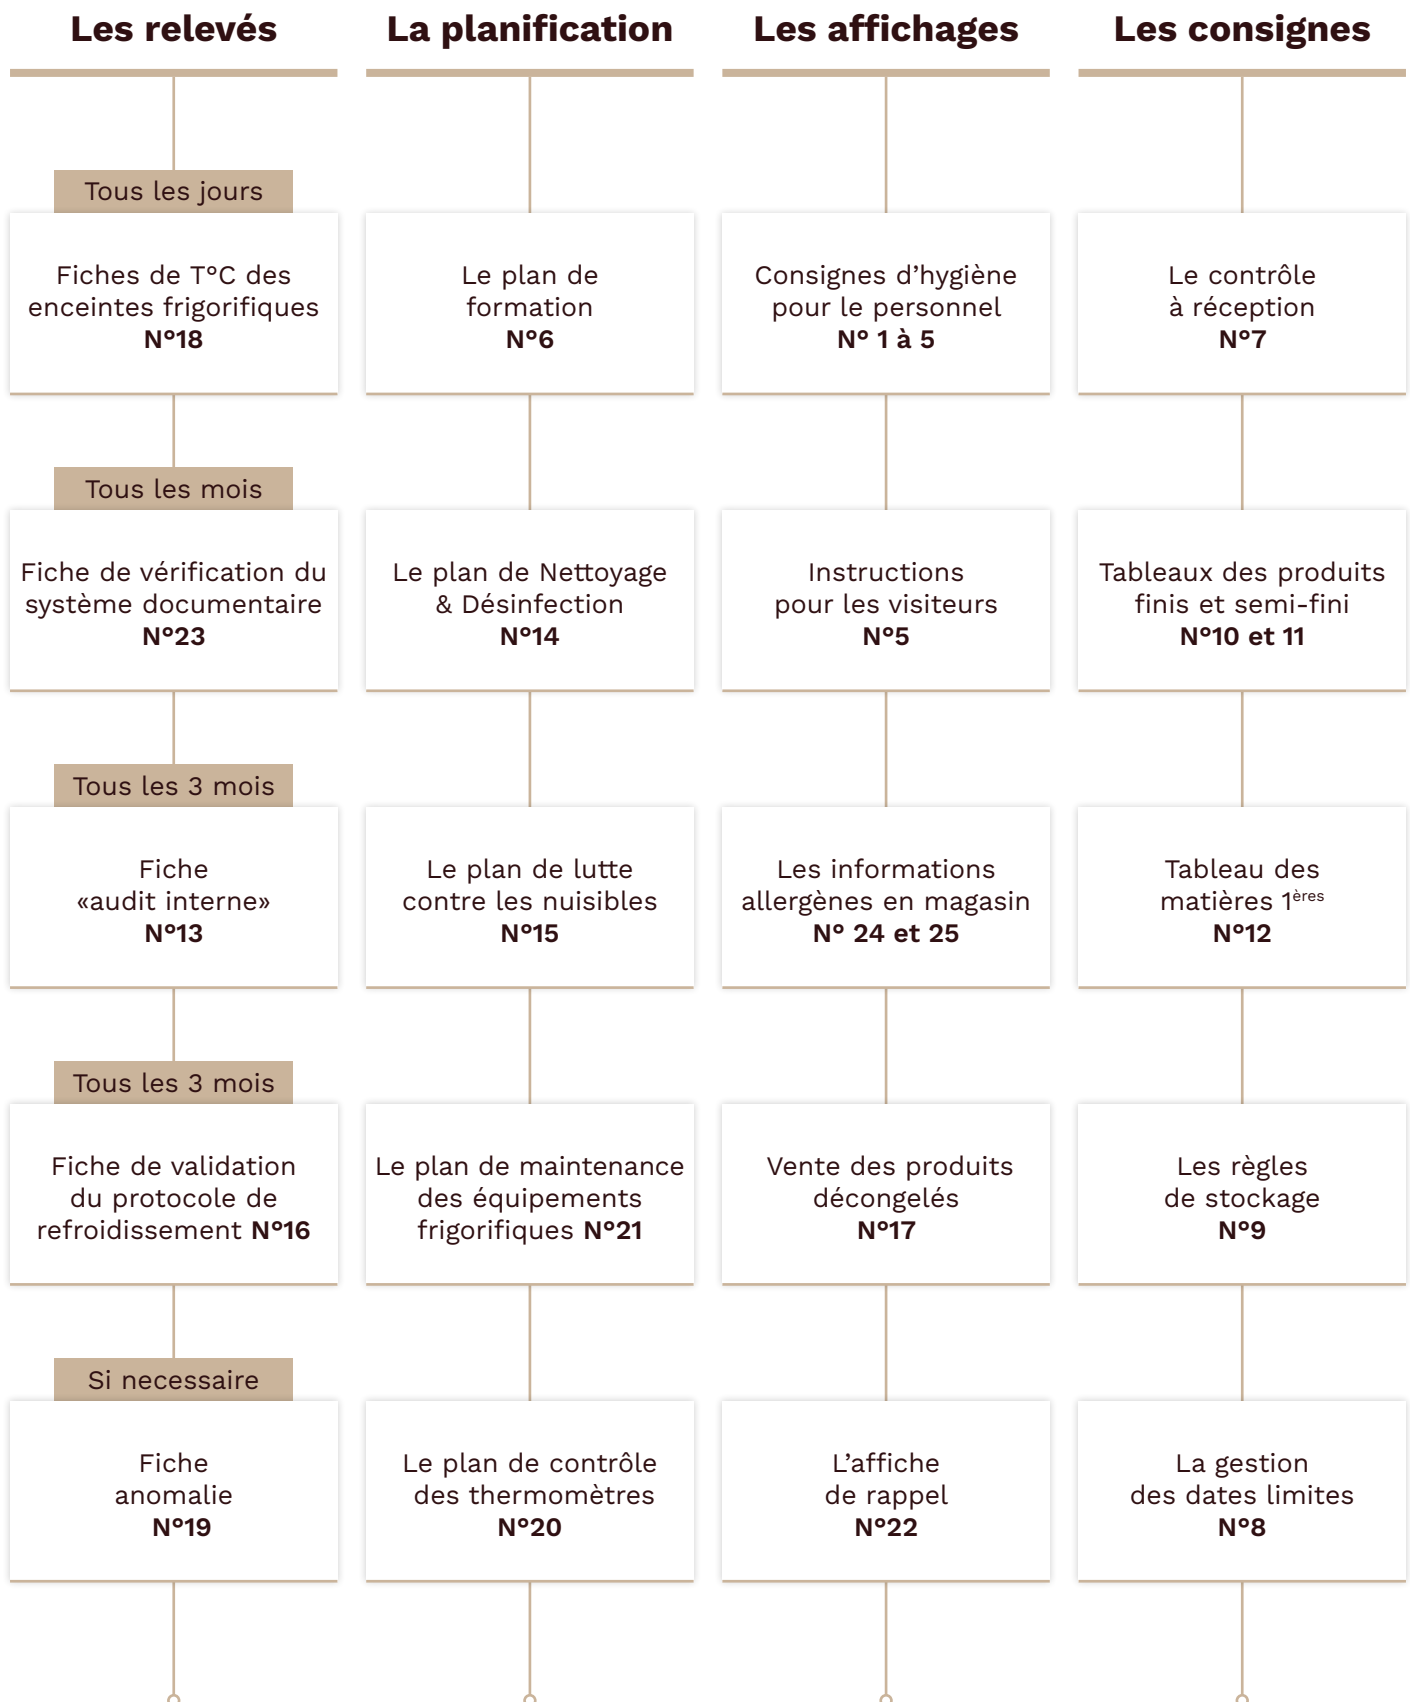 Les relevés
Tous les jours
Fiches de T°C des
enceintes frigorifiques
N°18
Tous les mois
Fiche de vérification du
système documentaire
N°23
Tous les 3 mois
Fiche
«audit interne»
N°13
Tous les 3 mois
Fiche de validation
du protocole de
refroidissement N°16
Si necessaire
Fiche
anomalie
N°19
La planification
Le plan de
formation
N°6
Le plan de Nettoyage
& Désinfection
N°14
Le plan de lutte
contre les nuisibles
N°15
Le plan de maintenance
des équipements
frigorifiques N°21
Le plan de contrôle
des thermomètres
N°20
Les affichages
Consignes d’hygiène
pour le personnel
N° 1 à 5
Instructions
pour les visiteurs
N°5
Les informations
allergènes en magasin
N° 24 et 25
Vente des produits
décongelés
N°17
L’affiche
de rappel
N°22
Les consignes
Le contrôle
à réception
N°7
Tableaux des produits
finis et semi-fini
N°10 et 11
Tableau des
matières 1ères
N°12
Les règles
de stockage
N°9
La gestion
des dates limites
N°8